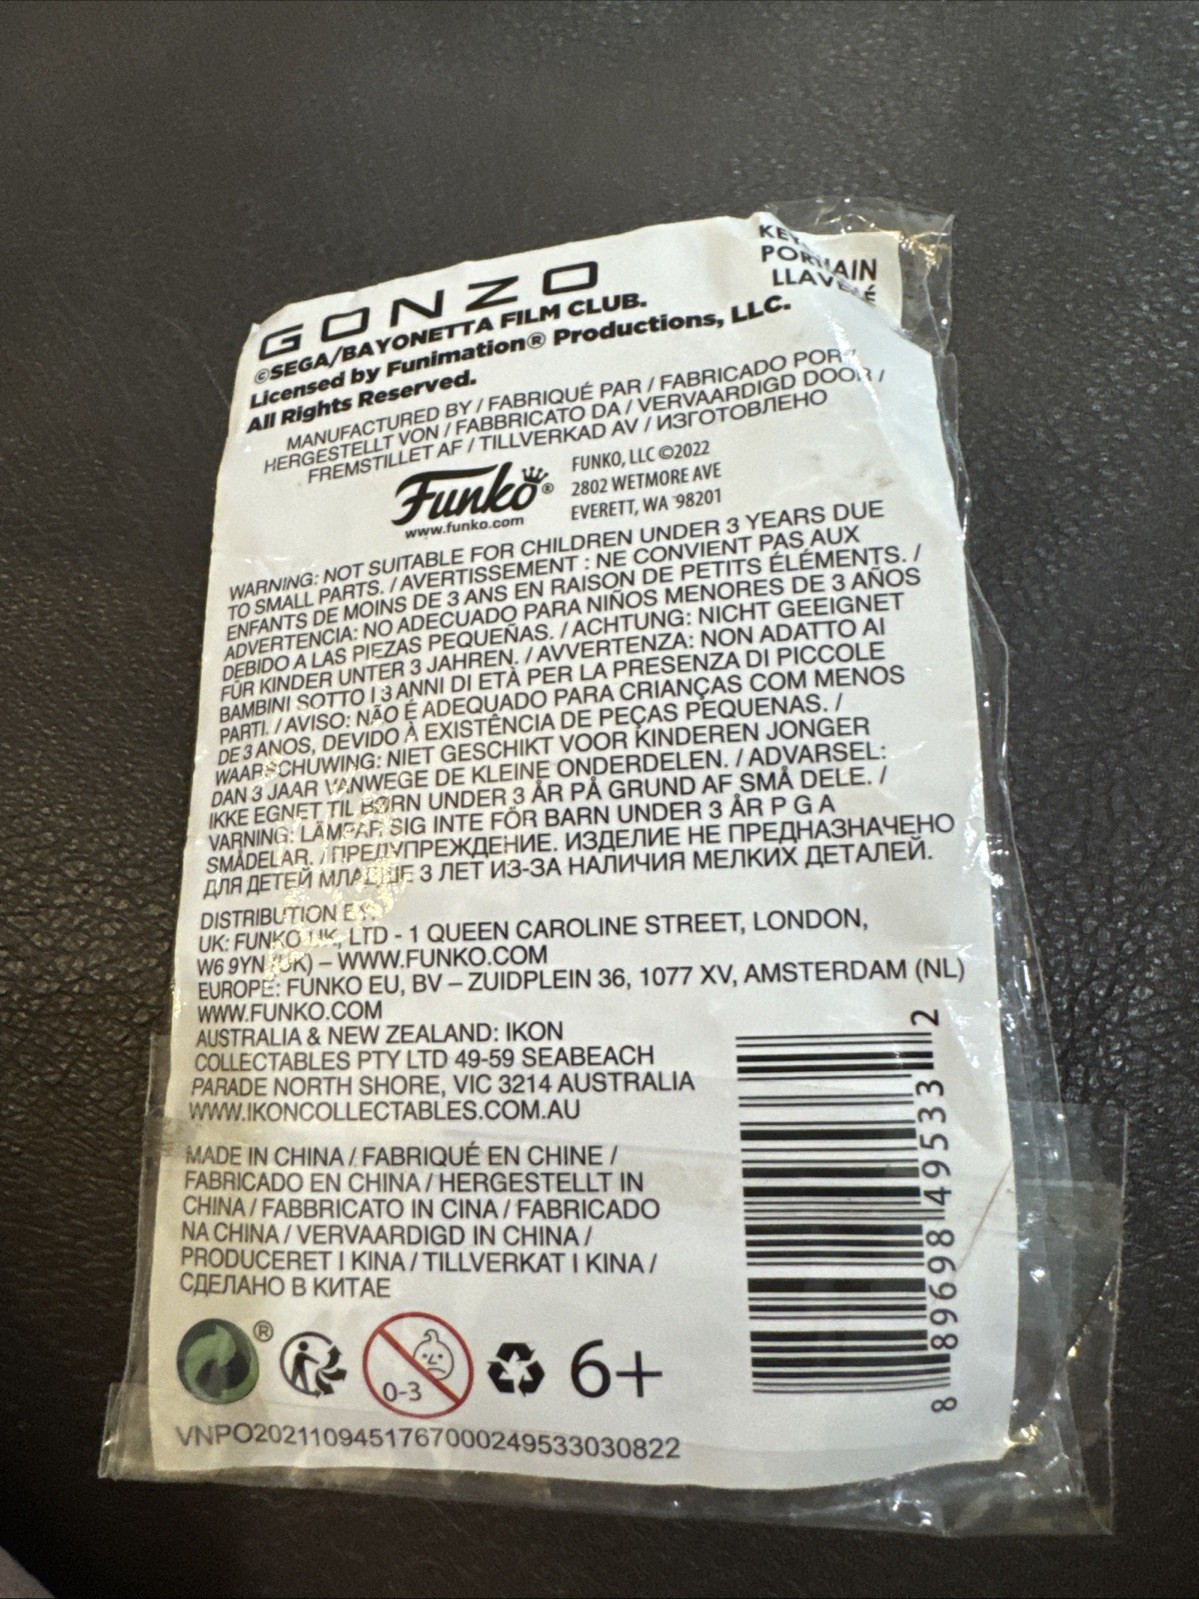 GONZO
©SEGA/BAYONETTA FILM CLUB.
Licensed by Funimation® Productions, LLC.
All Rights Reserved.
LLAV
MANUFACTURED BY / FABRIQUÉ PAR / FABRICADO POR /
HERGESTELLT VON / FABBRICATO DA / VERVAARDIGD DOOR /
FREMSTILLET AF / TILLVERKAD AV / ИЗГОТОВЛЕНО
Funko®
www.funko.com
FUNKO, LLC ©2022
2802 WETMORE AVE
EVERETT, WA 98201
WARNING: NOT SUITABLE FOR CHILDREN UNDER 3 YEARS DUE
TO SMALL PARTS. / AVERTISSEMENT : NE CONVIENT PAS AUX
ENFANTS DE MOINS DE 3 ANS EN RAISON DE PETITS ÉLÉMENTS. /
ADVERTENCIA: NO ADECUADO PARA NIÑOS MENORES DE 3 AÑOS
DEBIDO A LAS PIEZAS PEQUEÑAS. / ACHTUNG: NICHT GEEIGNET
FÜR KINDER UNTER 3 JAHREN. / AVVERTENZA: NON ADATTO AI
BAMBINI SOTTO I 3 ANNI DI ETÀ PER LA PRESENZA DI PICCOLE
PARTI. / AVISO: NÃO É ADEQUADO PARA CRIANÇAS COM MENOS
DE 3 ANOS, DEVIDO À EXISTÊNCIA DE PEÇAS PEQUENAS. /
WAARSCHUWING: NIET GESCHIKT VOOR KINDEREN JONGER
DAN 3 JAAR VANWEGE DE KLEINE ONDERDELEN. / ADVARSEL:
IKKE EGNET TIL BØRN UNDER 3 ÅR PÅ GRUND AF SMÅ DELE. /
VARNING: LÄMPAR SIG INTE FÖR BARN UNDER 3 ÅR P G A
SMÅDELAR. / ПРЕДУПРЕЖДЕНИЕ. ИЗДЕЛИЕ НЕ ПРЕДНАЗНАЧЕНО
ДЛЯ ДЕТЕЙ МЛАДШЕ 3 ЛЕТ ИЗ-ЗА НАЛИЧИЯ МЕЛКИХ ДЕТАЛЕЙ.
DISTRIBUTION BY:
UK: FUNKO UK, LTD - 1 QUEEN CAROLINE STREET, LONDON,
W6 9YN (UK) – WWW.FUNKO.COM
EUROPE: FUNKO EU, BV – ZUIDPLEIN 36, 1077 XV, AMSTERDAM (NL)
WWW.FUNKO.COM
AUSTRALIA & NEW ZEALAND: IKON
COLLECTABLES PTY LTD 49-59 SEABEACH
PARADE NORTH SHORE, VIC 3214 AUSTRALIA
WWW.IKONCOLLECTABLES.COM.AU
MADE IN CHINA / FABRIQUÉ EN CHINE /
FABRICADO EN CHINA / HERGESTELLT IN
CHINA / FABBRICATO IN CINA / FABRICADO
NA CHINA / VERVAARDIGD IN CHINA /
PRODUCERET I KINA / TILLVERKAT I KINA /
СДЕЛАНО В КИТАЕ
8 89698 49533 2
®
0-3
6+
VNPO2021109451767000249533030822